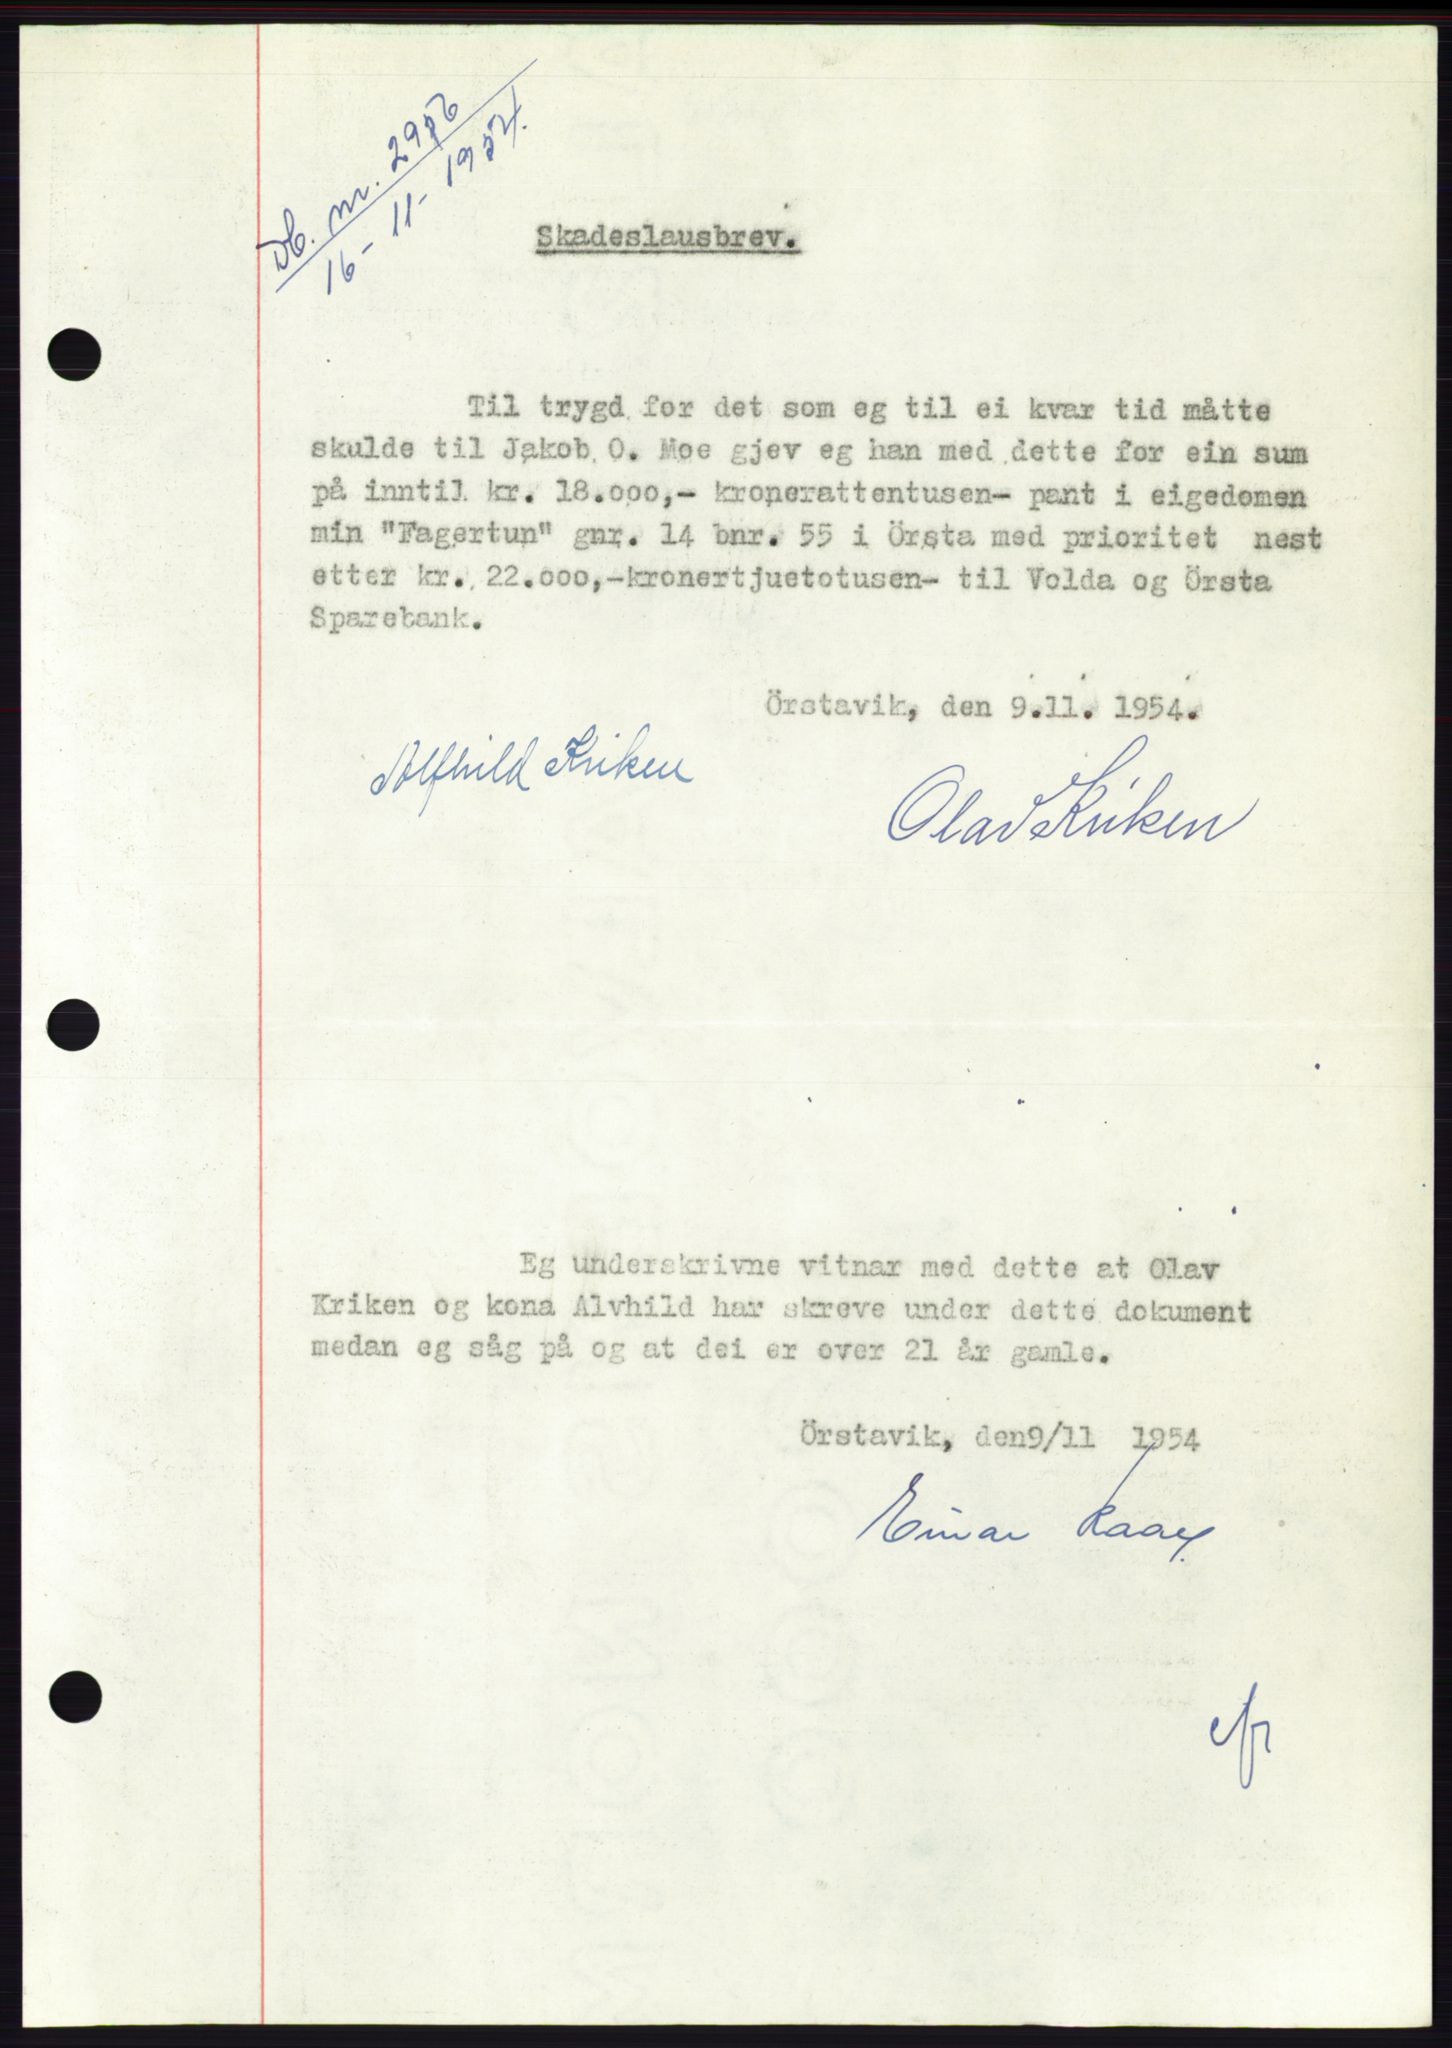 Db. nr. 2956
16-11-1954.
Skadeslausbrev.
Til trygd for det som eg til ei kvar tid måtte
skulde til Jakob O. Moe gjev eg han med dette for ein sum
på inntil kr. 18.000,- kronerattentusen- pant i eigedomen
min "Fagertun" gnr. 14 bnr. 55 i Örsta med prioritet nest
etter kr. 22.000,-kronertjuetotusen- til Volda og Örsta
Sparebank.
Örstavik, den 9.11. 1954.
Alfhild Kriken
Olav Kriken
Eg underskrivne vitnar med dette at Olav
Kriken og kona Alvhild har skreve under dette dokument
medan eg såg på og at dei er over 21 år gamle.
Örstavik, den9/11 1954
Einar Raa